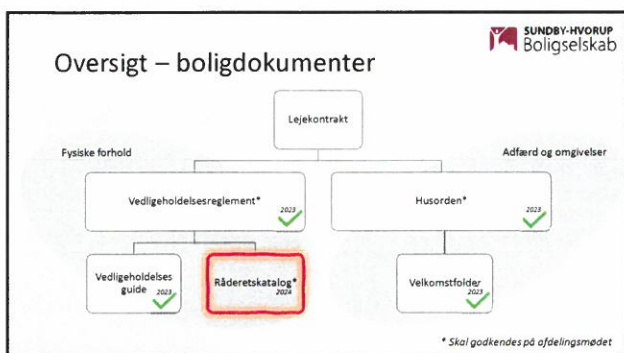 SUNDBY-HVORUP
Boligselskab
Oversigt – boligdokumenter
Lejekontrakt
Fysiske forhold
Adfærd og omgivelser
Vedligeholdelsesreglement*
2023
Husorden*
2023
Vedligeholdelses
guide
2023
Råderetskatalog*
2024
Velkomstfolder
2023
* Skal godkendes på afdelingsmødet